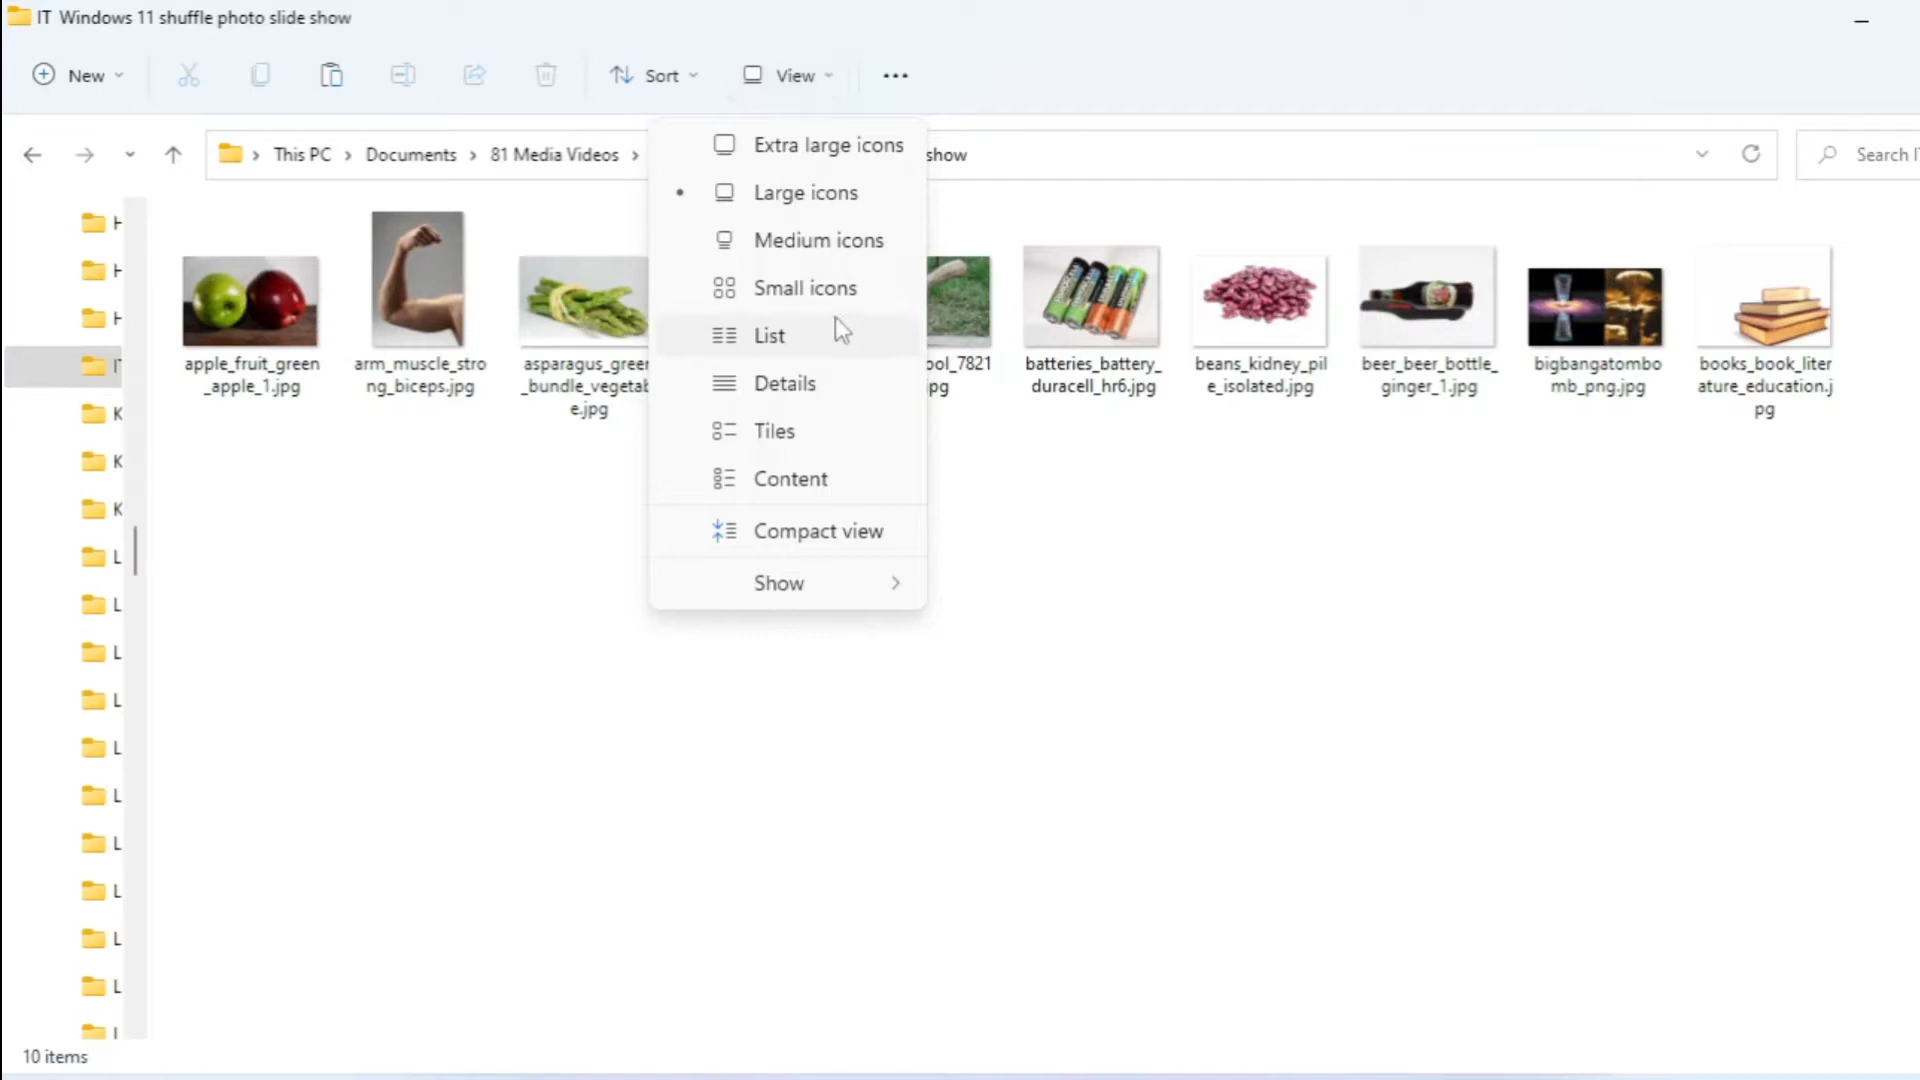 IT Windows 11 shuffle photo slide show
New
Sort
View
This PC
Documents
81 Media Videos
show
Search
Extra large icons
Large icons
Medium icons
Small icons
List
Details
Tiles
Content
Compact view
Show
apple_fruit_green
_apple_1.jpg
arm_muscle_stro
ng_biceps.jpg
asparagus_green
_bundle_vegetab
e.jpg
ool_7821
jpg
batteries_battery_
duracell_hr6.jpg
beans_kidney_pil
e_isolated.jpg
beer_beer_bottle_
ginger_1.jpg
bigbangatombo
mb_png.jpg
books_book_liter
ature_education.j
pg
H
H
H
IT
K
K
K
L
L
L
L
L
L
L
L
L
L
10 items